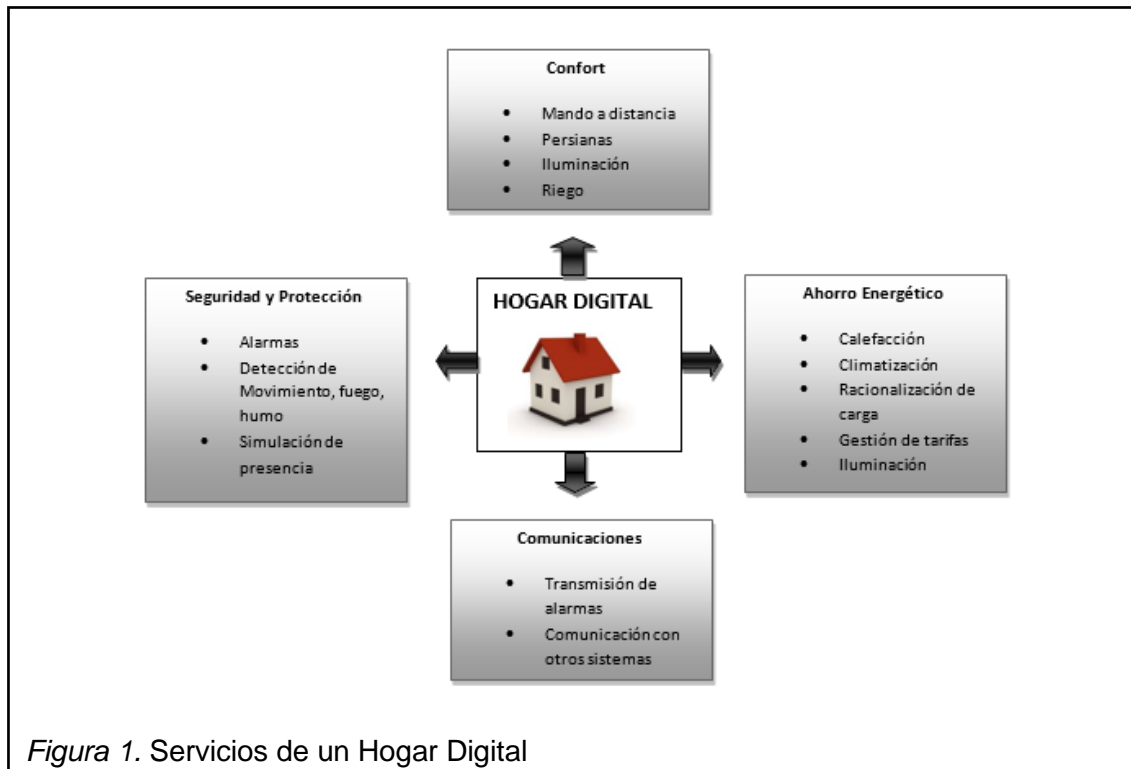 Confort
• Mando a distancia
• Persianas
• Iluminación
• Riego
Seguridad y Protección
• Alarmas
• Detección de
Movimiento, fuego,
humo
• Simulación de
presencia
HOGAR DIGITAL
Ahorro Energético
• Calefacción
• Climatización
• Racionalización de
carga
• Gestión de tarifas
• Iluminación
Comunicaciones
• Transmisión de
alarmas
• Comunicación con
otros sistemas
Figura 1. Servicios de un Hogar Digital